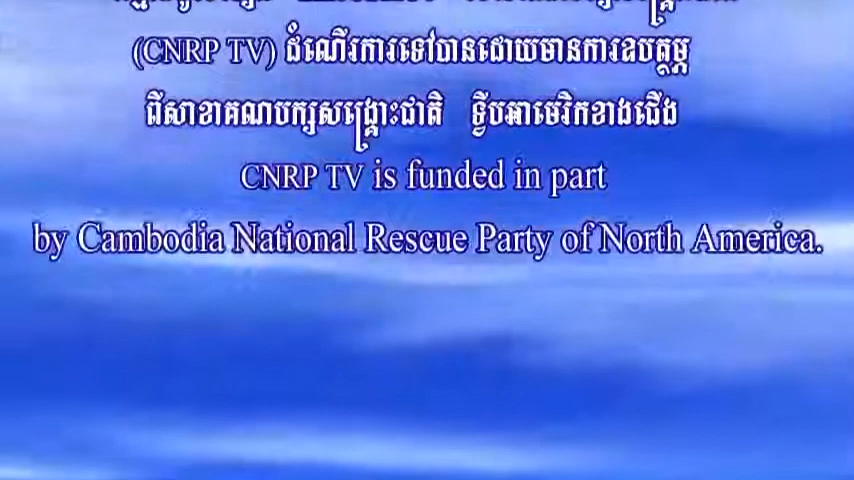 (CNRP TV) ដំណើរការទៅបានដោយមានការឧបត្ថម្ភ
ពីសាខាគណបក្សសង្គ្រោះជាតិ ទ្វីបអាមេរិកខាងជើង
CNRP TV is funded in part
by Cambodia National Rescue Party of North America.